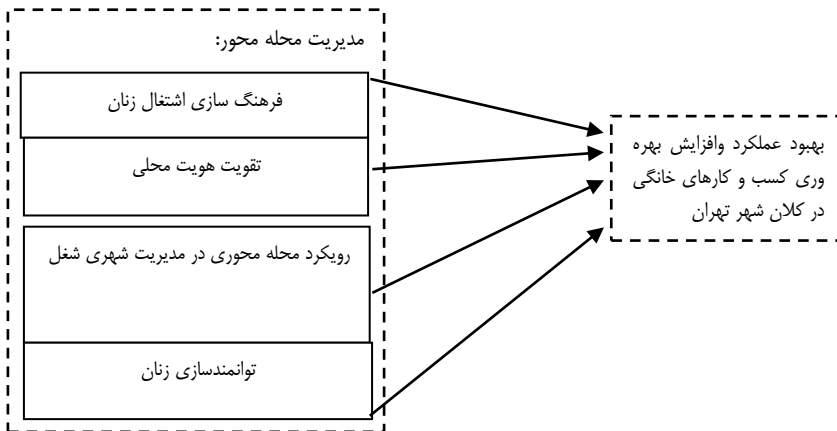 مدیریت محله محور:
فرهنگ سازی اشتغال زنان
تقویت هویت محلی
رویکرد محله محوری در مدیریت شهری شغل
توانمندسازی زنان
بهبود عملکرد وافزایش بهره
وری کسب و کارهای خانگی
در کلان شهر تهران